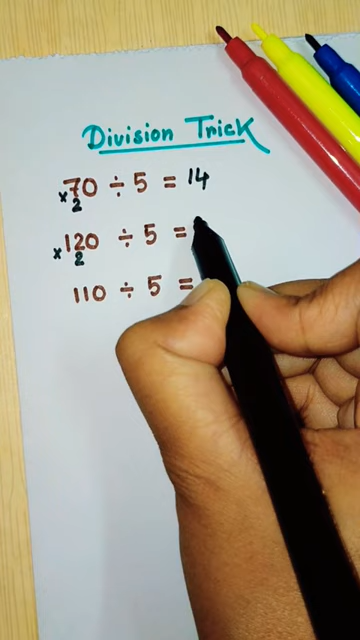 Division Trick
70 ÷ 5 = 14
×2
120 ÷ 5 =
×2
110 ÷ 5 =